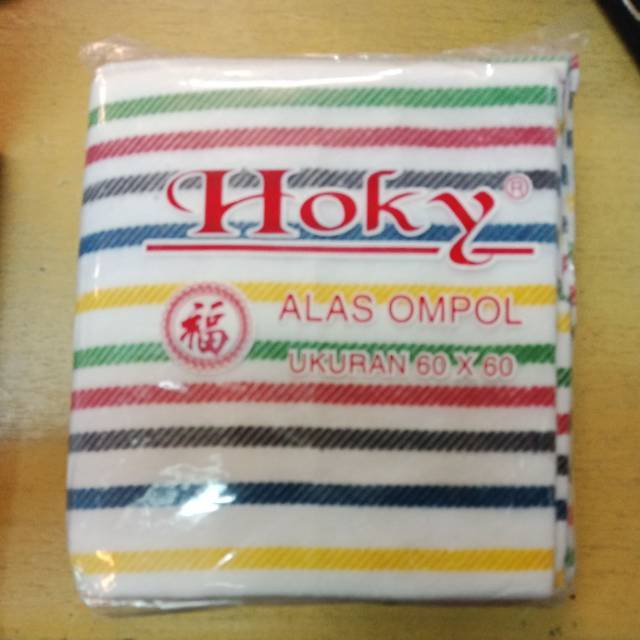 Hoky®
福
ALAS OMPOL
UKURAN 60 X 60